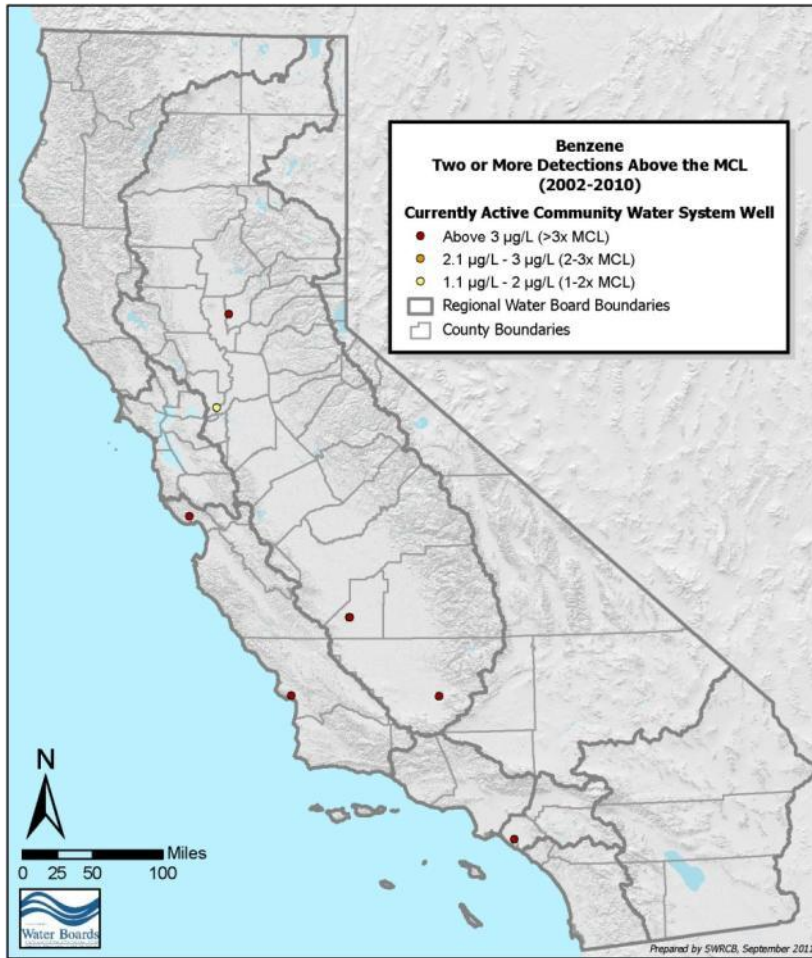 Benzene
Two or More Detections Above the MCL
(2002-2010)
Currently Active Community Water System Well
Above 3 µg/L (>3x MCL)
2.1 µg/L - 3 µg/L (2-3x MCL)
1.1 µg/L - 2 µg/L (1-2x MCL)
Regional Water Board Boundaries
County Boundaries
N
Miles
0 25 50 100
Water Boards
Prepared by SWRCB, September 2011